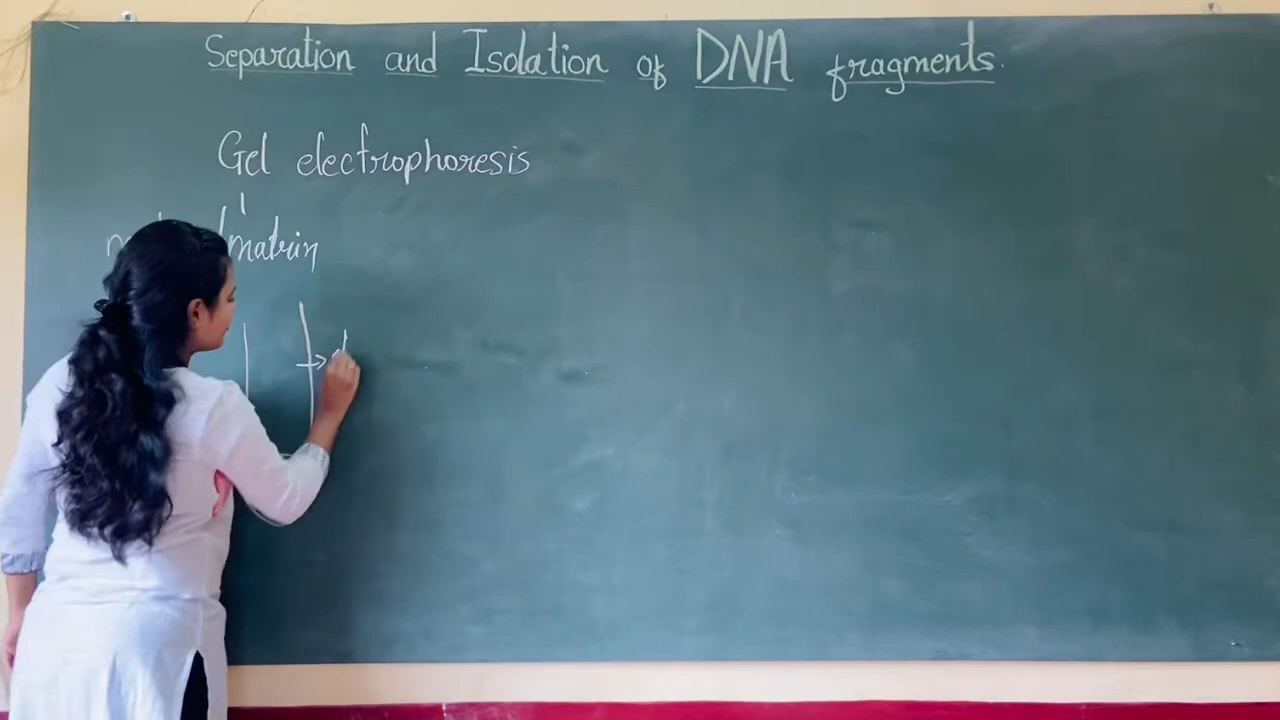 Separation and Isolation of DNA fragments.
Gel electrophoresis
matrix